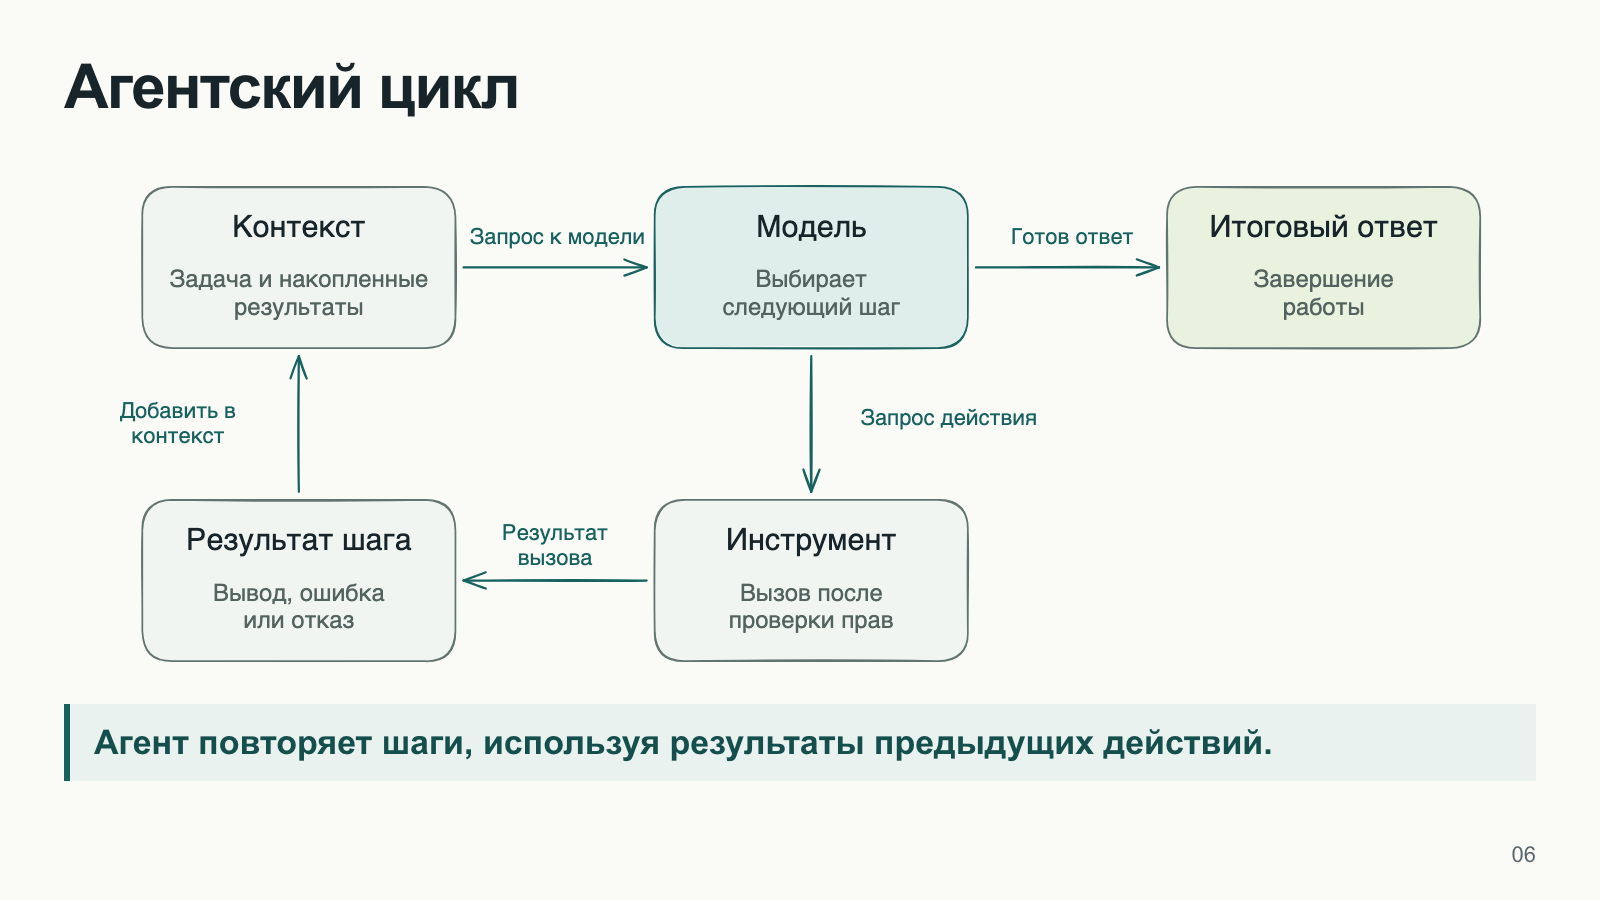 Агентский цикл
Контекст
Задача и накопленные
результаты
Запрос к модели
Модель
Выбирает
следующий шаг
Готов ответ
Итоговый ответ
Завершение
работы
Добавить в
контекст
Запрос действия
Результат шага
Вывод, ошибка
или отказ
Результат
вызова
Инструмент
Вызов после
проверки прав
Агент повторяет шаги, используя результаты предыдущих действий.
06